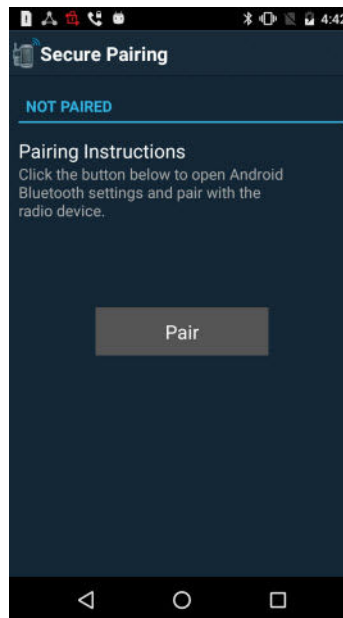 4:42
Secure Pairing
NOT PAIRED
Pairing Instructions
Click the button below to open Android
Bluetooth settings and pair with the
radio device.
Pair